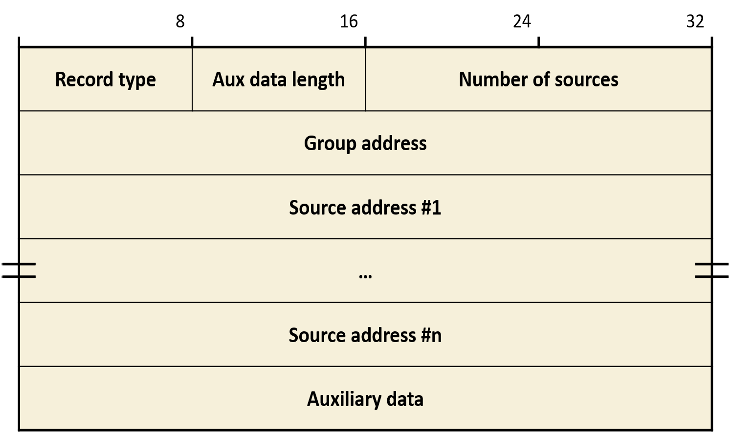 8 16 24 32
Record type Aux data length Number of sources
Group address
Source address #1
...
Source address #n
Auxiliary data